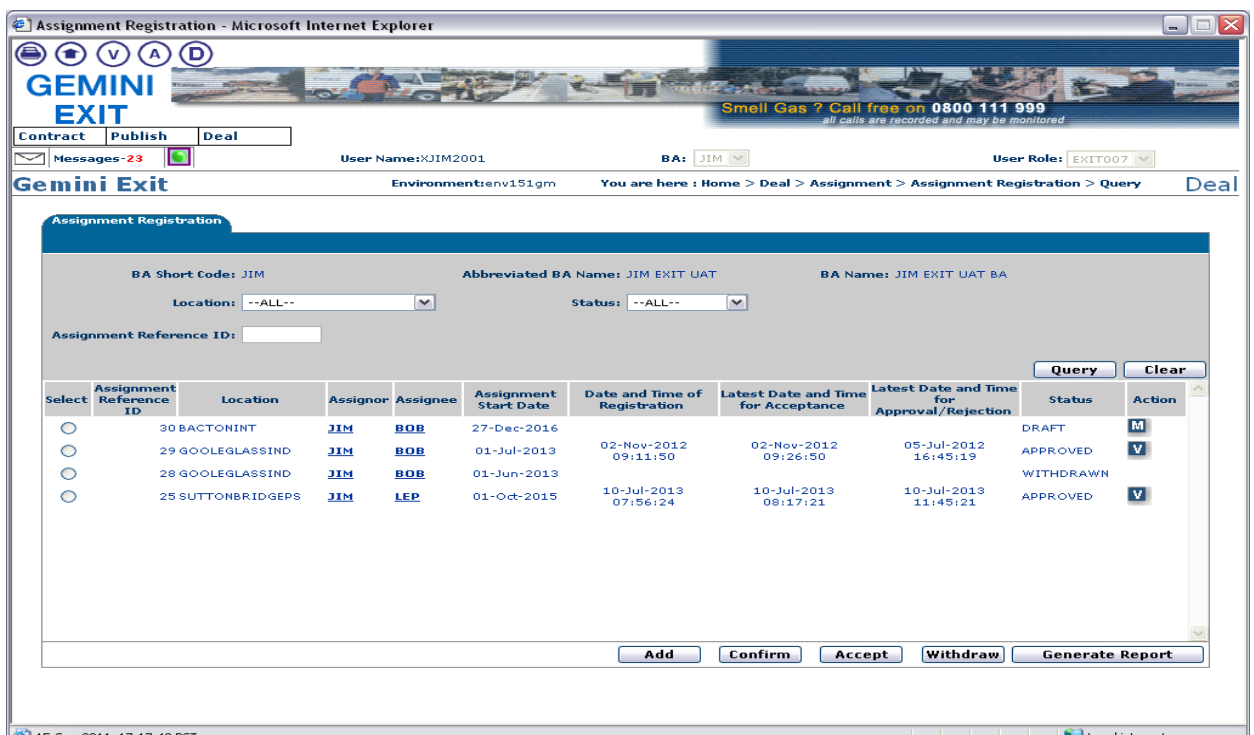 Assignment Registration - Microsoft Internet Explorer
V A D
GEMINI
EXIT
Smell Gas ? Call free on 0800 111 999
all calls are recorded and may be monitored
Contract Publish Deal
Messages-23 User Name:XJIM2001 BA: JIM User Role: EXIT007
Gemini Exit Environment:env151gm You are here : Home > Deal > Assignment > Assignment Registration > Query Deal
Assignment Registration
BA Short Code: JIM Abbreviated BA Name: JIM EXIT UAT BA Name: JIM EXIT UAT BA
Location: --ALL-- Status: --ALL--
Assignment Reference ID:
Query Clear
Select Assignment Reference ID Location Assignor Assignee Assignment Start Date Date and Time of Registration Latest Date and Time for Acceptance Latest Date and Time for Approval/Rejection Status Action
30 BACTONINT JIM BOB 27-Dec-2016 DRAFT M
29 GOOLEGLASSIND JIM BOB 01-Jul-2013 02-Nov-2012 09:11:50 02-Nov-2012 09:26:50 05-Jul-2012 16:45:19 APPROVED V
28 GOOLEGLASSIND JIM BOB 01-Jun-2013 WITHDRAWN
25 SUTTONBRIDGEPS JIM LEP 01-Oct-2015 10-Jul-2013 07:56:24 10-Jul-2013 08:17:21 10-Jul-2013 11:45:21 APPROVED V
Add Confirm Accept Withdraw Generate Report